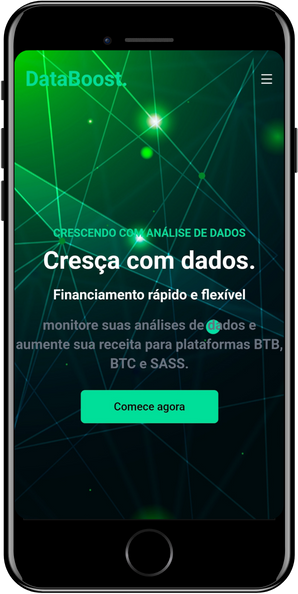 DataBoost.
CRESCENDO COM ANÁLISE DE DADOS
Cresça com dados.
Financiamento rápido e flexível
monitore suas análises de dados e
aumente sua receita para plataformas BTB,
BTC e SASS.
Comece agora